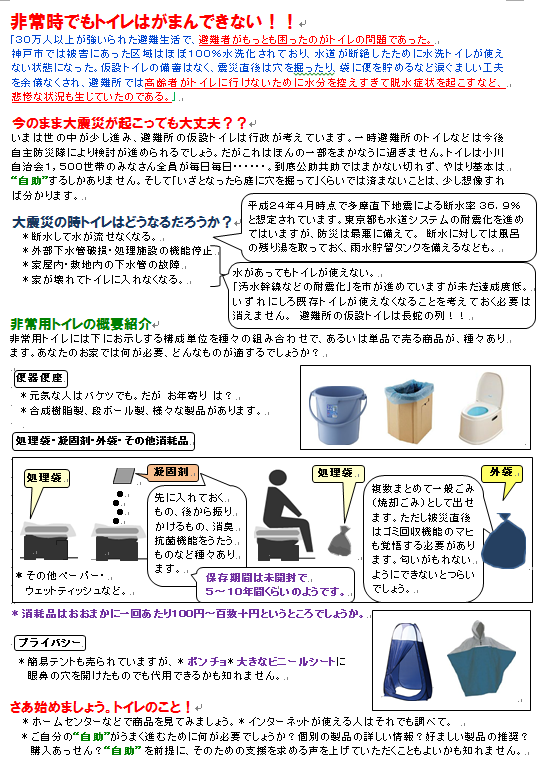 非常時でもトイレはがまんできない！！
「30万人以上が強いられた避難生活で、避難者がもっとも困ったのがトイレの問題であった。
神戸市では被害にあった区域はほぼ100％水洗化されており、水道が断絶したために水洗トイレが使え
ない状態になった。仮設トイレの備蓄はなく、震災直後は穴を掘ったり、袋に便を貯めるなど涙ぐましい工夫
を余儀なくされ、避難所では高齢者がトイレに行けないために水分を控えすぎて脱水症状を起こすなど、
悲惨な状況も生じていたのである。」
今のまま大震災が起こっても大丈夫？？
いまは世の中が少し進み、避難所の仮設トイレは行政が考えています。一時避難所のトイレなどは今後
自主防災隊により検討が進められるでしょう。だがこれはほんの一部をまかなうに過ぎません。トイレは小川
自治会1,500世帯のみなさん全員が毎日毎日・・・・・・。到底公助共助ではまかない切れず、やはり基本は
"自助"するしかありません。そして「いざとなったら庭に穴を掘って」くらいでは済まないことは、少し想像すれ
ば分かります。
大震災の時トイレはどうなるだろうか？
＊断水して水が流せなくなる。
＊外部下水管破損・処理施設の機能停止
＊家屋内・敷地内の下水管の故障
＊家が壊れてトイレに入れなくなる。
平成24年4月時点で多摩直下地震による断水率36.9％
と想定されています。東京都も水道システムの耐震化を進め
てはいますが、防災は最悪に備えて。 断水に対しては風呂
の残り湯を取っておく、雨水貯留タンクを備えるなども。
水があってもトイレが使えない。
「汚水幹線などの耐震化」を市が進めていますが未だ達成度低。
いずれにしろ既存トイレが使えなくなることを考えておく必要は
消えません。 避難所の仮設トイレは長蛇の列！！
非常用トイレの概要紹介
非常用トイレには下にお示しする構成単位を種々の組み合わせで、あるいは単品で売る商品が、種々あり
ます。あなたのお家では何が必要、どんなものが適するでしょうか？
便器便座
＊元気な人はバケツでも。だが お年寄り は？
＊合成樹脂製、段ボール製、様々な製品があります。
処理袋・凝固剤・外袋・その他消耗品
処理袋
凝固剤
先に入れておく
もの、後から振り
かけるもの、消臭
抗菌機能をうたう
ものなど種々あり
ます。
処理袋
外袋
複数まとめて一般ごみ
（焼却ごみ）として出せ
ます。ただし被災直後
はゴミ回収機能のマヒ
も覚悟する必要があり
ます。匂いがもれない
ようにできないとつらい
でしょう。
＊その他ペーパー・
ウェットティッシュなど。
保存期間は未開封で
5～10年間くらいのようです。
＊消耗品はおおまかに一回あたり100円～百数十円というところでしょうか。
プライバシー
＊簡易テントも売られていますが、＊ポンチョ＊大きなビニールシートに
眼鼻の穴を開けたものでも代用できるかも知れません。
さあ始めましょう。トイレのこと！
＊ホームセンターなどで商品を見てみましょう。＊インターネットが使える人はそれでも調べて。
＊ご自分の"自助"がうまく進むために何が必要でしょうか？個別の製品の詳しい情報？好ましい製品の推奨？
購入あっせん？"自助"を前提に、そのための支援を求める声を上げていただくこともよいかも知れません。